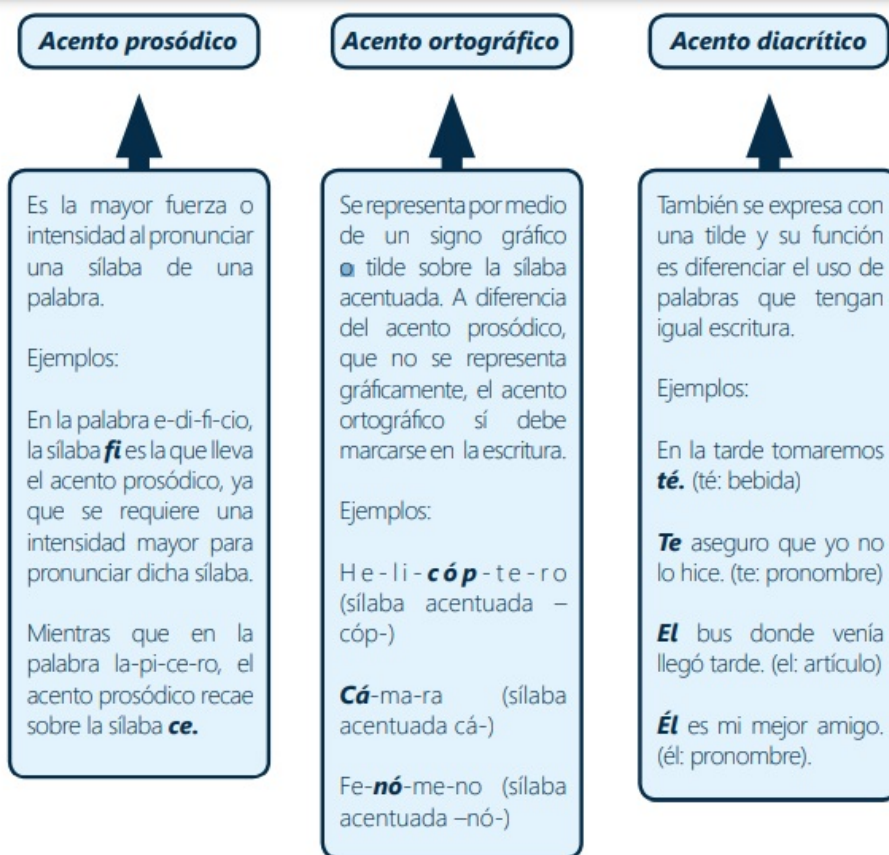 Acento prosódico
Es la mayor fuerza o
intensidad al pronunciar
una sílaba de una
palabra.
Ejemplos:
En la palabra e-di-fi-cio,
la sílaba fi es la que lleva
el acento prosódico, ya
que se requiere una
intensidad mayor para
pronunciar dicha sílaba.
Mientras que en la
palabra la-pi-ce-ro, el
acento prosódico recae
sobre la sílaba ce.
Acento ortográfico
Se representa por medio
de un signo gráfico
o tilde sobre la sílaba
acentuada. A diferencia
del acento prosódico,
que no se representa
gráficamente, el acento
ortográfico sí debe
marcarse en la escritura.
Ejemplos:
He-li-cóp-te-ro
(sílaba acentuada –
cóp-)
Cá-ma-ra (sílaba
acentuada cá-)
Fe-nó-me-no (sílaba
acentuada –nó-)
Acento diacrítico
También se expresa con
una tilde y su función
es diferenciar el uso de
palabras que tengan
igual escritura.
Ejemplos:
En la tarde tomaremos
té. (té: bebida)
Te aseguro que yo no
lo hice. (te: pronombre)
El bus donde venía
llegó tarde. (el: artículo)
Él es mi mejor amigo.
(él: pronombre).